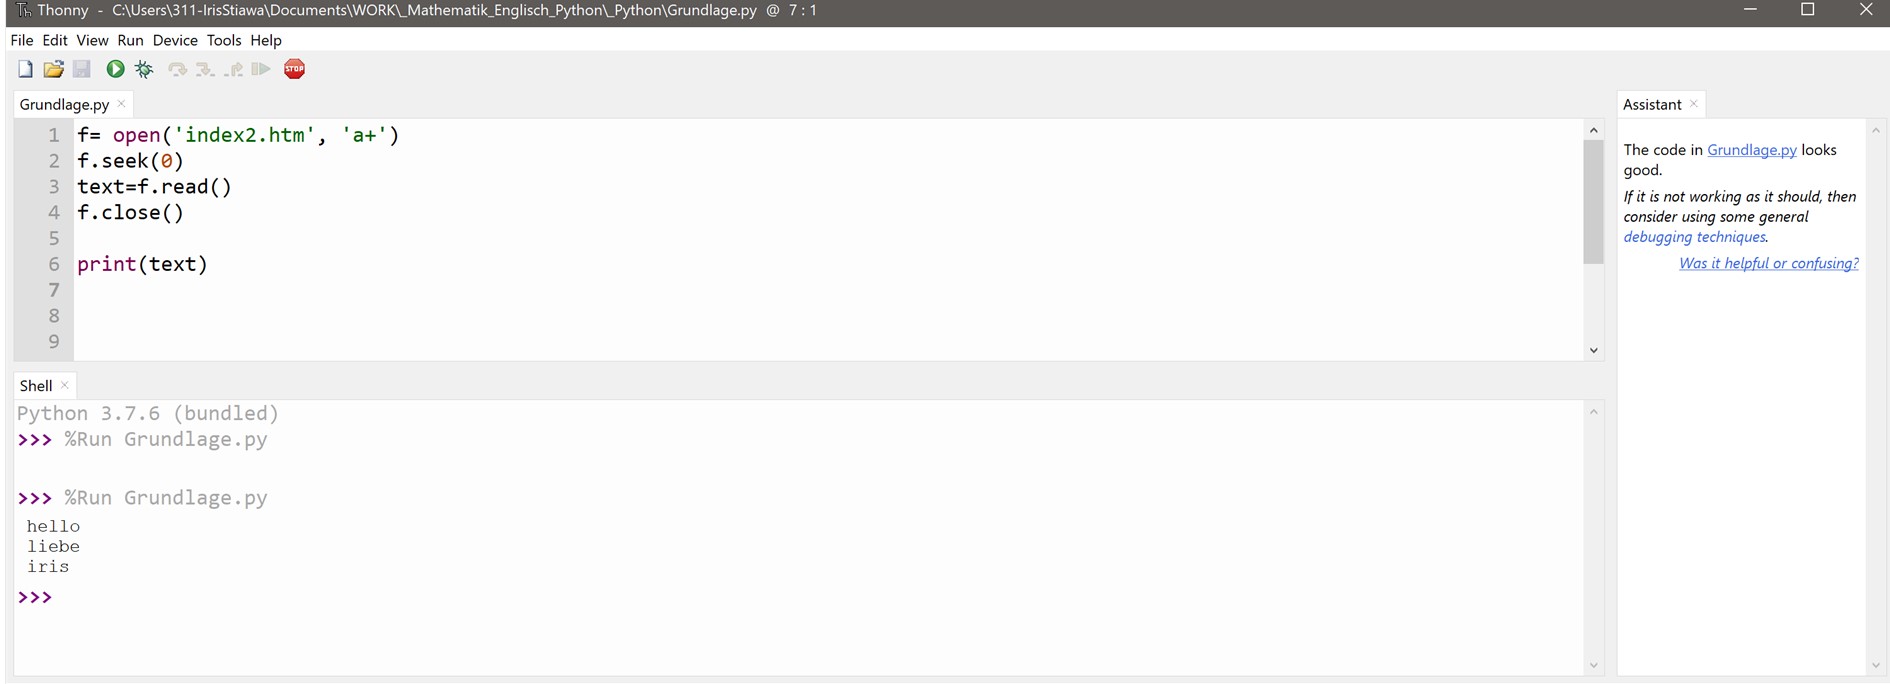 Thonny - C:\Users\311-IrisStiawa\Documents\WORK\_Mathematik_Englisch_Python\_Python\Grundlage.py @ 7 : 1
File Edit View Run Device Tools Help
STOP
Grundlage.py ×
1 f= open('index2.htm', 'a+')
2 f.seek(0)
3 text=f.read()
4 f.close()
5
6 print(text)
7
8
9
Shell ×
Python 3.7.6 (bundled)
>>> %Run Grundlage.py
>>> %Run Grundlage.py
hello
liebe
iris
>>>
Assistant ×
The code in Grundlage.py looks
good.
If it is not working as it should, then
consider using some general
debugging techniques.
Was it helpful or confusing?